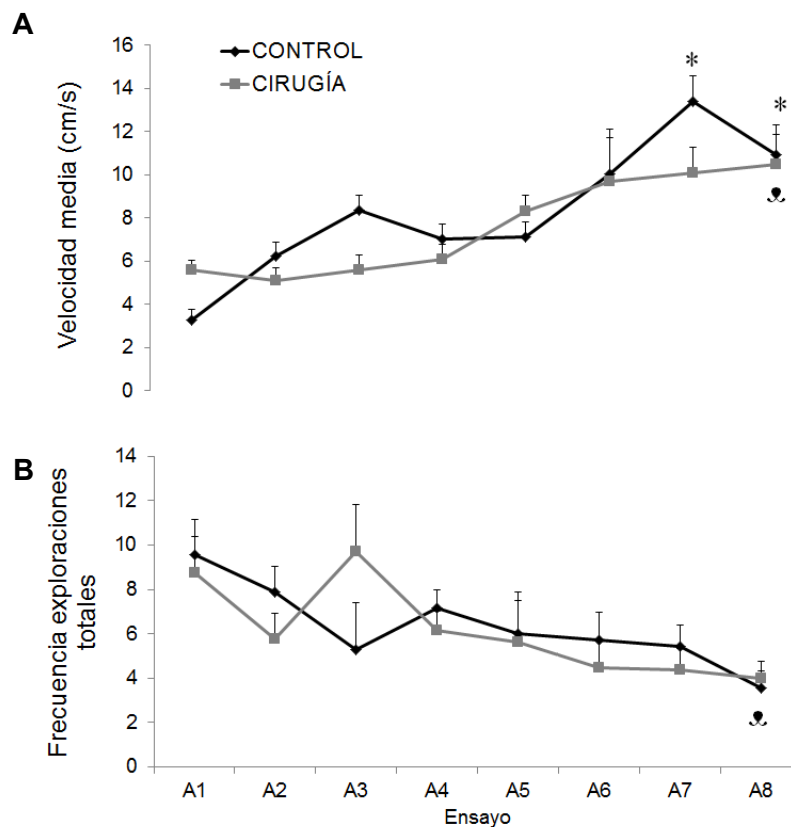 A
CONTROL
CIRUGÍA
Velocidad media (cm/s)
16
14
12
10
8
6
4
2
0
*
*
B
Frecuencia exploraciones
totales
14
12
10
8
6
4
2
0
A1 A2 A3 A4 A5 A6 A7 A8
Ensayo